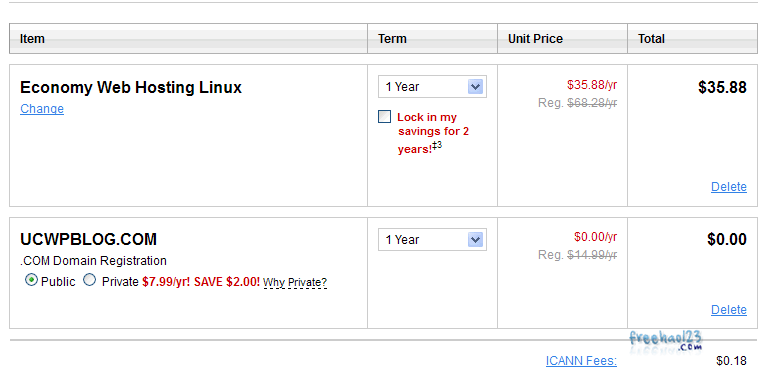 Item Term Unit Price Total
Economy Web Hosting Linux 1 Year $35.88/yr $35.88
Change Reg. $68.28/yr
Lock in my
savings for 2
years!‡3
Delete
UCWPBLOG.COM 1 Year $0.00/yr $0.00
.COM Domain Registration Reg. $14.99/yr
Public Private $7.99/yr! SAVE $2.00! Why Private?
Delete
freehao123
.com
ICANN Fees: $0.18